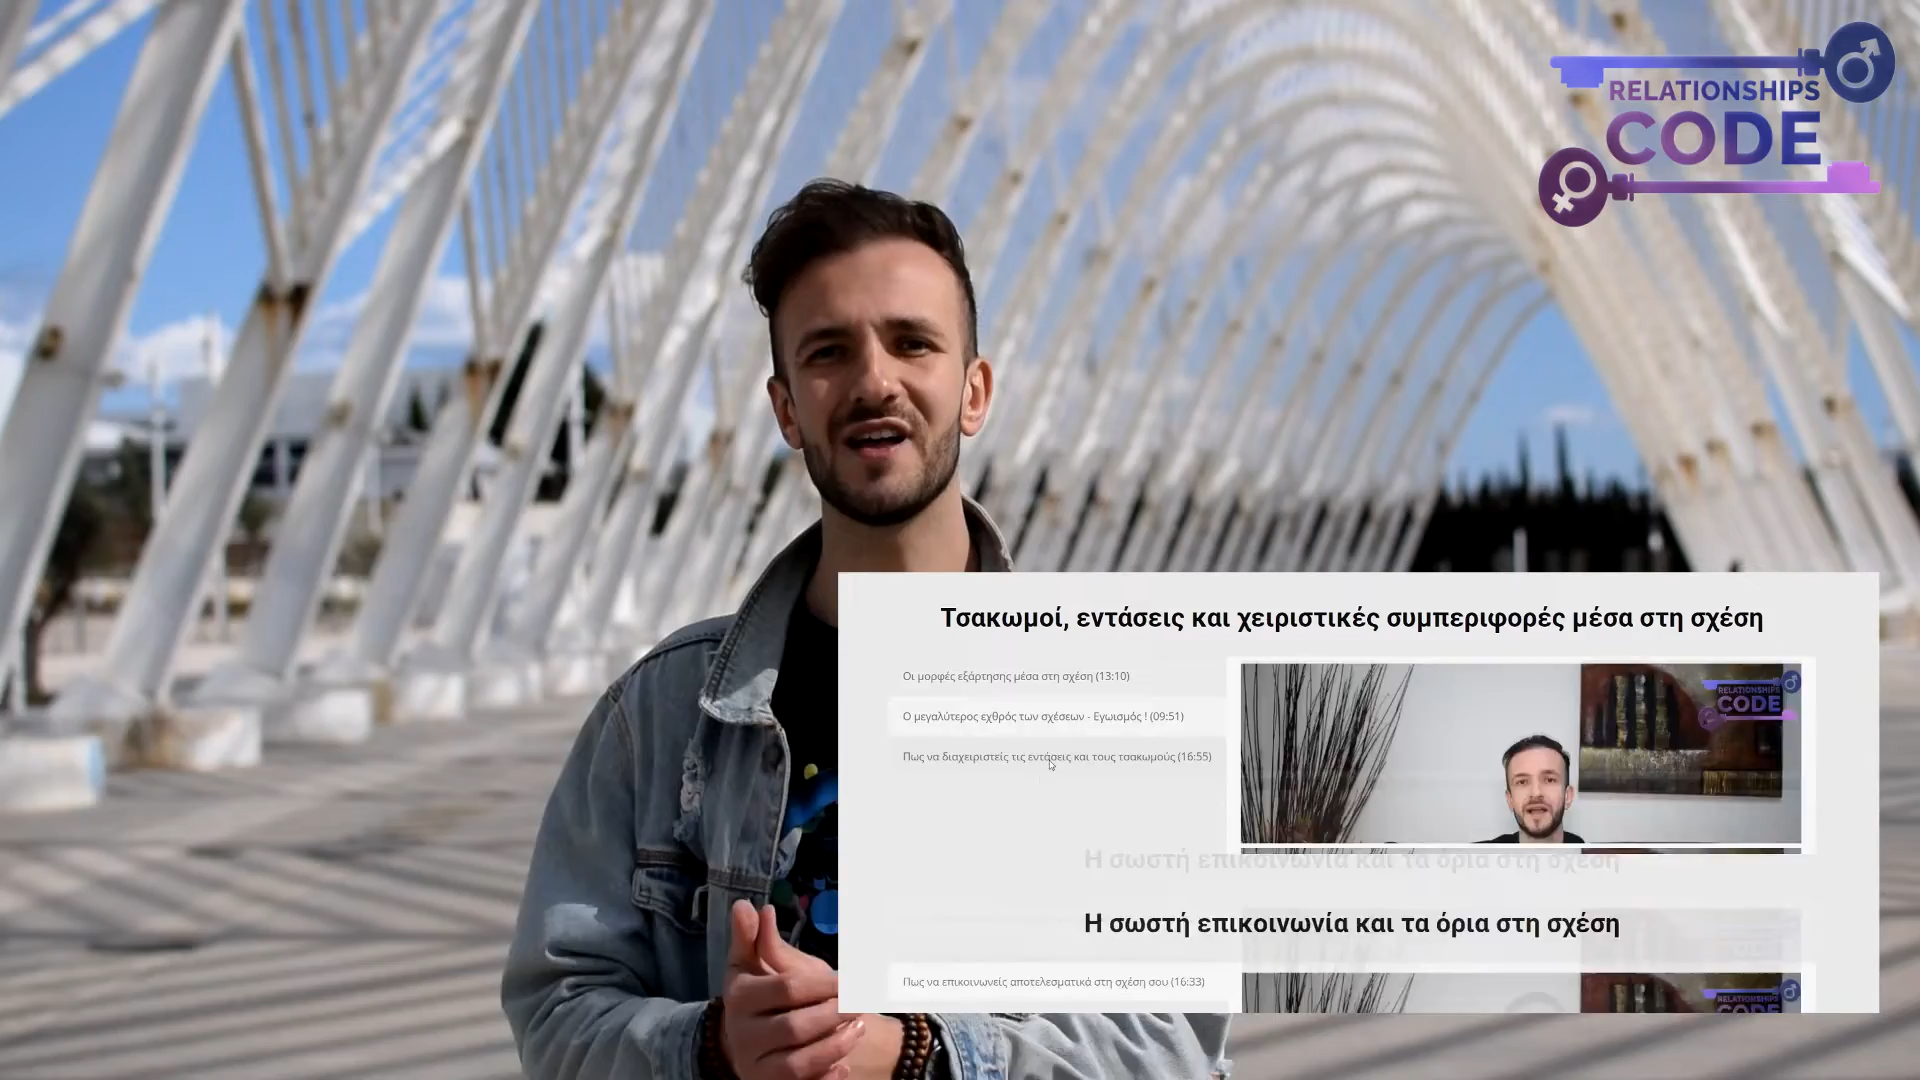 RELATIONSHIPS
CODE
Τσακωμοί, εντάσεις και χειριστικές συμπεριφορές μέσα στη σχέση
Οι μορφές εξάρτησης μέσα στη σχέση (13:10)
Ο μεγαλύτερος εχθρός των σχέσεων - Εγωισμός ! (09:51)
Πως να διαχειριστείς τις εντάσεις και τους τσακωμούς (16:55)
RELATIONSHIPS
CODE
Η σωστή επικοινωνία και τα όρια στη σχέση
Η σωστή επικοινωνία και τα όρια στη σχέση
Πως να επικοινωνείς αποτελεσματικά στη σχέση σου (16:33)
RELATIONSHIPS
CODE